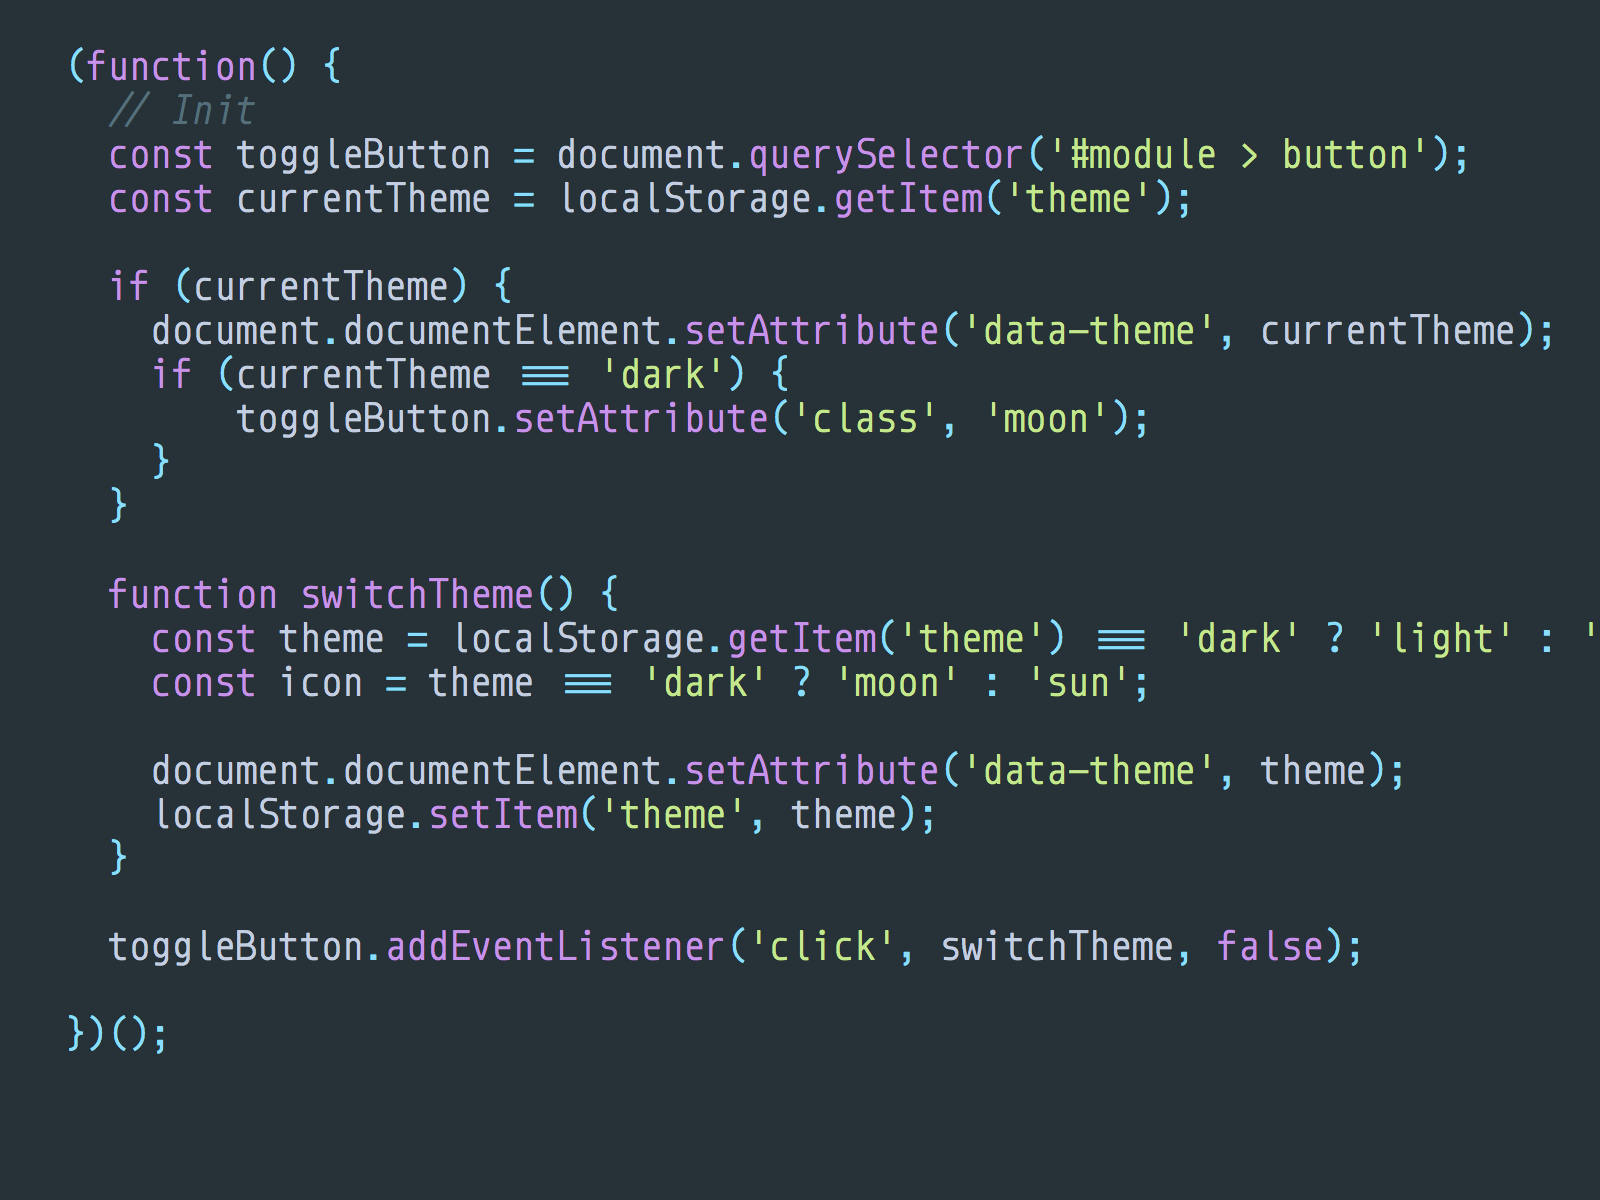 (function() {
  // Init
  const toggleButton = document.querySelector('#module > button');
  const currentTheme = localStorage.getItem('theme');

  if (currentTheme) {
    document.documentElement.setAttribute('data-theme', currentTheme);
    if (currentTheme === 'dark') {
        toggleButton.setAttribute('class', 'moon');
    }
  }

  function switchTheme() {
    const theme = localStorage.getItem('theme') === 'dark' ? 'light' : '
    const icon = theme === 'dark' ? 'moon' : 'sun';

    document.documentElement.setAttribute('data-theme', theme);
    localStorage.setItem('theme', theme);
  }

  toggleButton.addEventListener('click', switchTheme, false);

})();